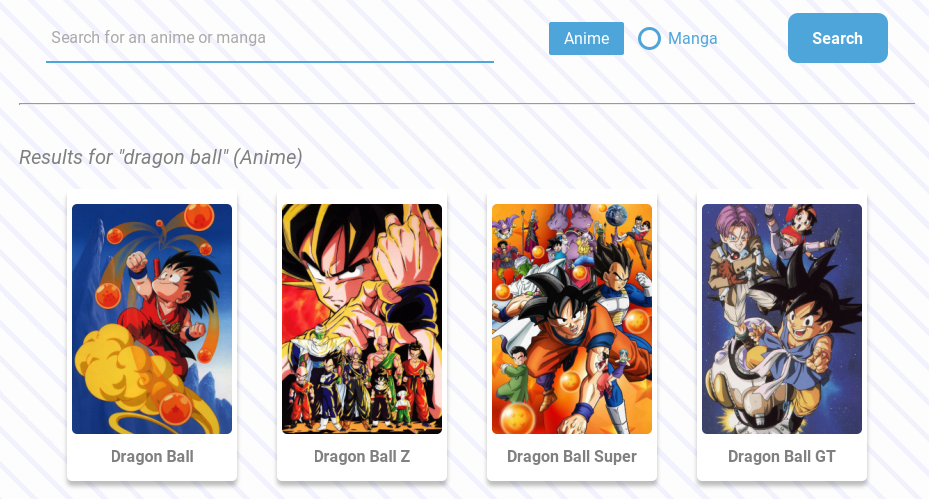 Search for an anime or manga
Anime
Manga
Search
Results for "dragon ball" (Anime)
Dragon Ball
Dragon Ball Z
Dragon Ball Super
Dragon Ball GT